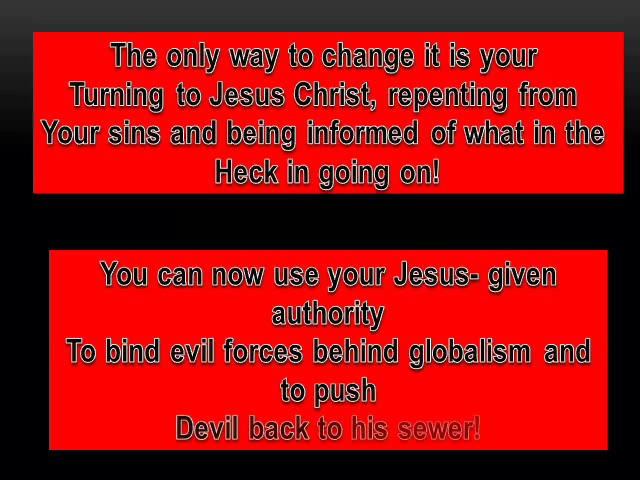 The only way to change it is your
Turning to Jesus Christ, repenting from
Your sins and being informed of what in the
Heck in going on!
You can now use your Jesus- given
authority
To bind evil forces behind globalism and
to push
Devil back to his sewer!